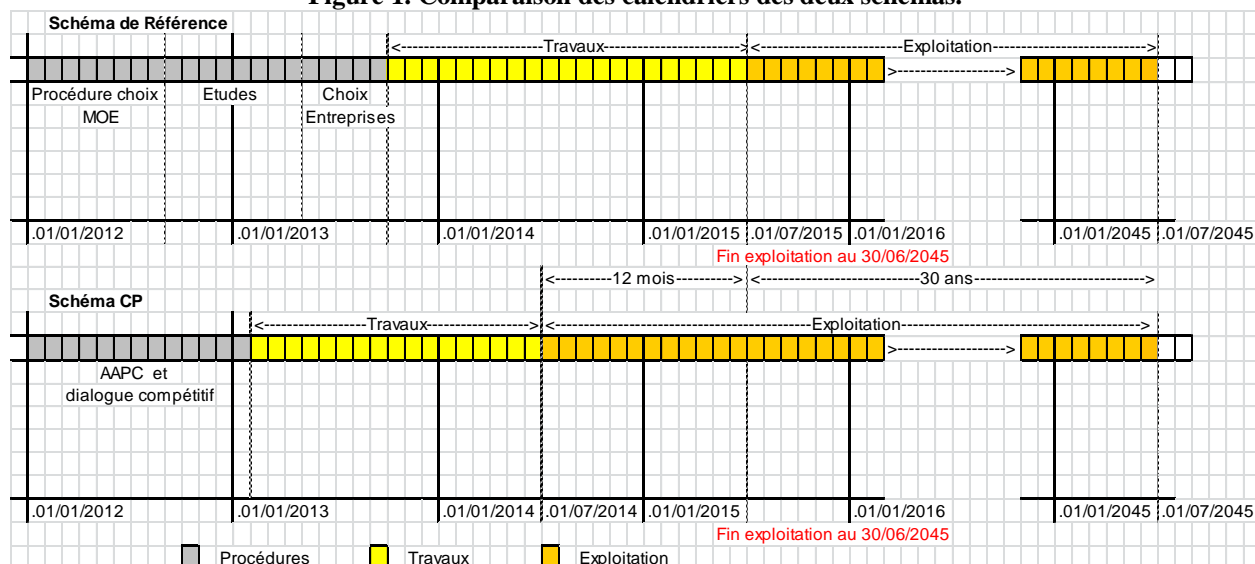 Figure 1. Comparaison des calendriers des deux schémas.
Schéma de Référence
<---Travaux---> <---Exploitation--->
>--->
Procédure choix MOE
Etudes
Choix Entreprises
.01/01/2012 .01/01/2013 .01/01/2014 .01/01/2015 .01/07/2015 .01/01/2016 .01/01/2045 .01/07/2045
Fin exploitation au 30/06/2045
<---12 mois---> <---30 ans--->
Schéma CP
<---Travaux---> <---Exploitation--->
>--->
AAPC et
dialogue compétitif
.01/01/2012 .01/01/2013 .01/01/2014 .01/07/2014 .01/01/2015 .01/01/2016 .01/01/2045 .01/07/2045
Fin exploitation au 30/06/2045
Procédures Travaux Exploitation